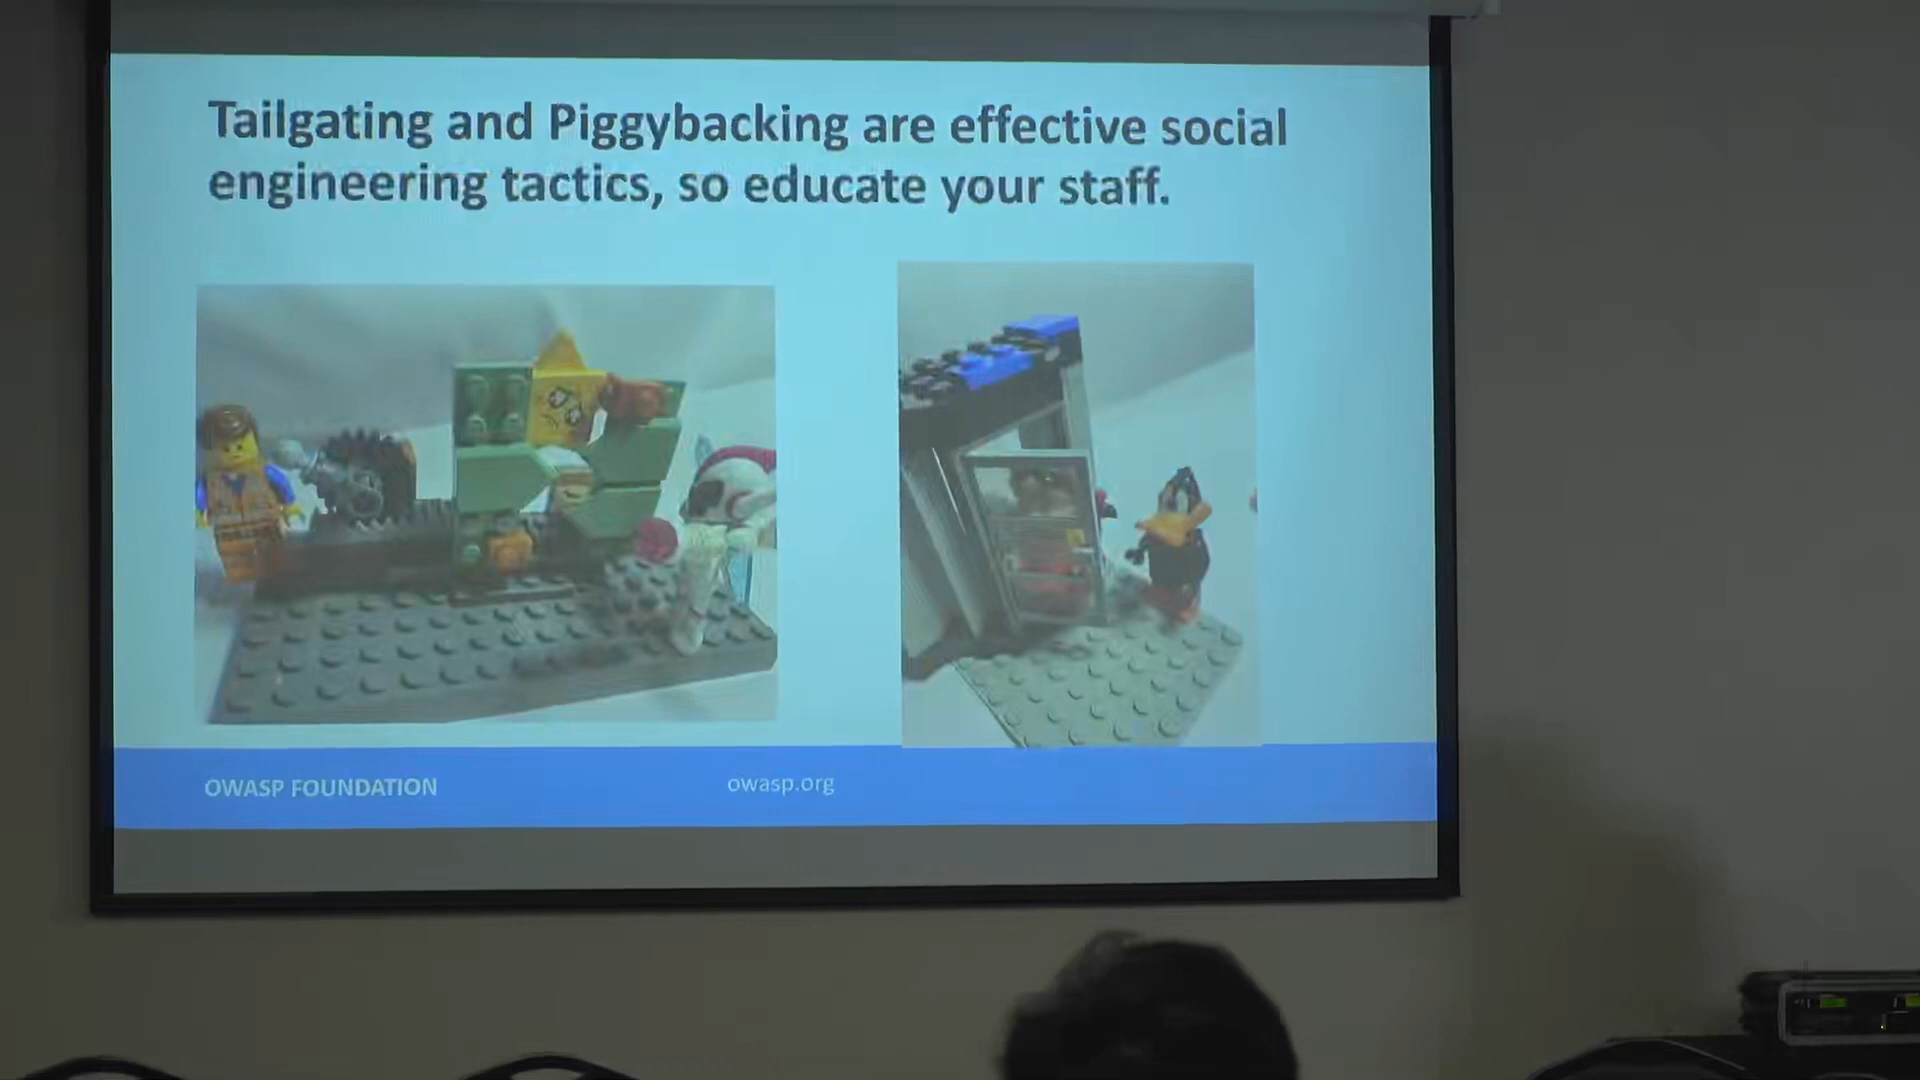 Tailgating and Piggybacking are effective social
engineering tactics, so educate your staff.
OWASP FOUNDATION
owasp.org